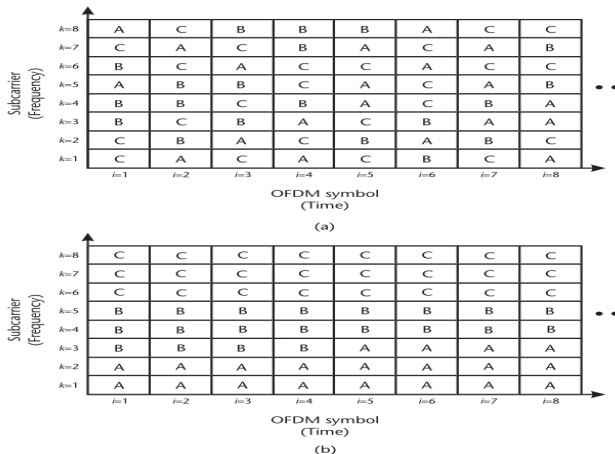 k=8 A C B B B A C C
k=7 C A C B A C A B
k=6 B C A C C A C C
k=5 A B B C A C A B
k=4 B B C B A C B A
k=3 B C B A C B A A
k=2 C B A C B A B C
k=1 C A C A C B C A
Subcarrier
(Frequency)
i=1 i=2 i=3 i=4 i=5 i=6 i=7 i=8
OFDM symbol
(Time)
(a)
k=8 C C C C C C C C
k=7 C C C C C C C C
k=6 C C C C C C C C
k=5 B B B B B B B B
k=4 B B B B B B B B
k=3 B B B B A A A A
k=2 A A A A A A A A
k=1 A A A A A A A A
Subcarrier
(Frequency)
i=1 i=2 i=3 i=4 i=5 i=6 i=7 i=8
OFDM symbol
(Time)
(b)